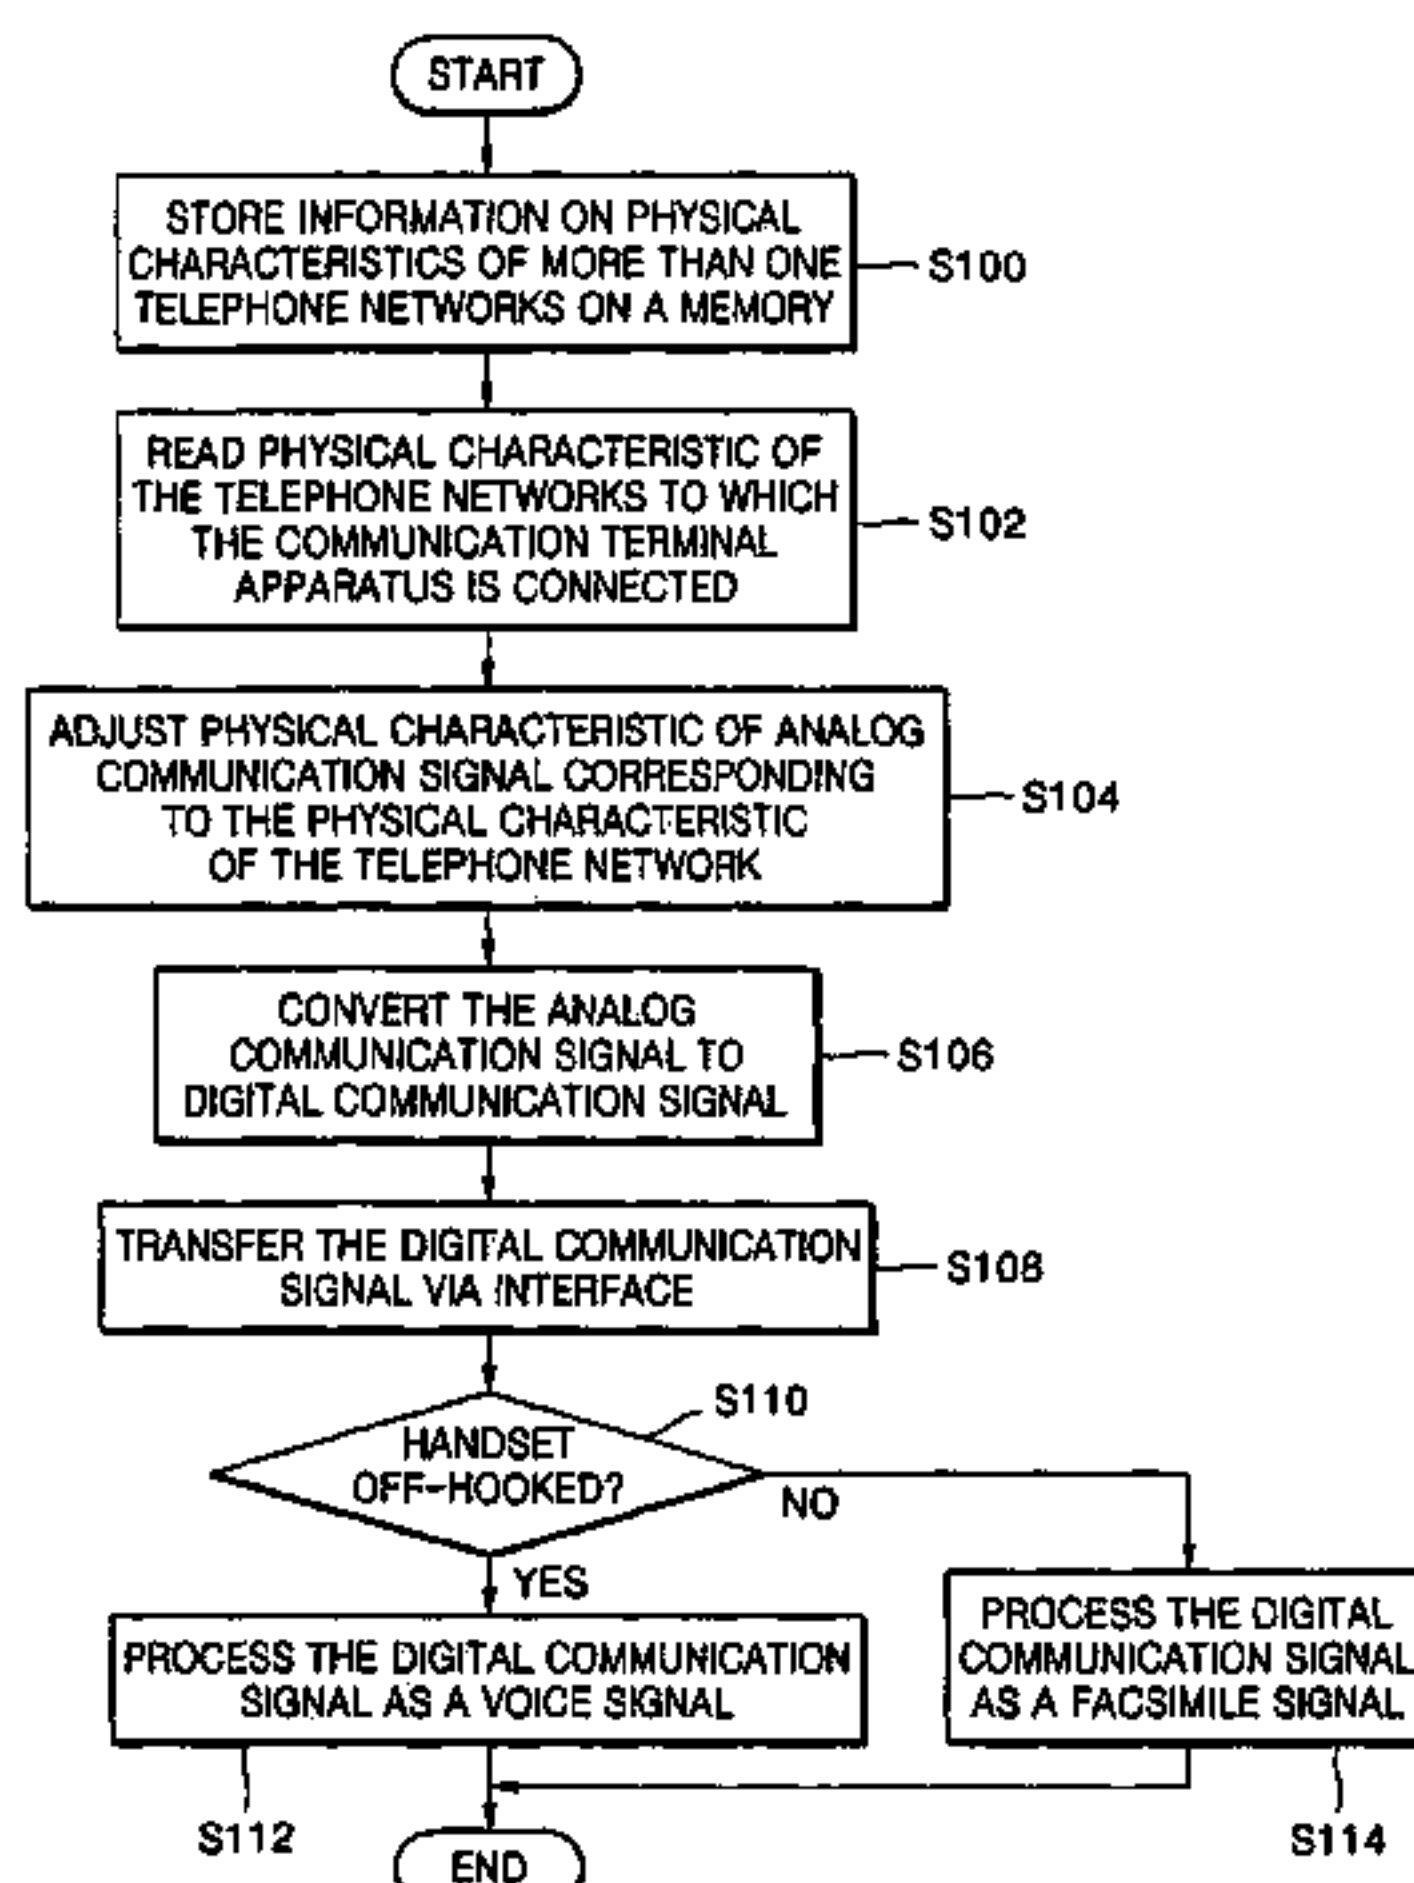 START
STORE INFORMATION ON PHYSICAL
CHARACTERISTICS OF MORE THAN ONE
TELEPHONE NETWORKS ON A MEMORY
S100
READ PHYSICAL CHARACTERISTIC OF
THE TELEPHONE NETWORKS TO WHICH
THE COMMUNICATION TERMINAL
APPARATUS IS CONNECTED
S102
ADJUST PHYSICAL CHARACTERISTIC OF ANALOG
COMMUNICATION SIGNAL CORRESPONDING
TO THE PHYSICAL CHARACTERISTIC
OF THE TELEPHONE NETWORK
S104
CONVERT THE ANALOG
COMMUNICATION SIGNAL TO
DIGITAL COMMUNICATION SIGNAL
S106
TRANSFER THE DIGITAL COMMUNICATION
SIGNAL VIA INTERFACE
S108
S110
HANDSET
OFF-HOOKED?
NO
YES
PROCESS THE DIGITAL COMMUNICATION
SIGNAL AS A VOICE SIGNAL
S112
PROCESS THE DIGITAL
COMMUNICATION SIGNAL
AS A FACSIMILE SIGNAL
S114
END